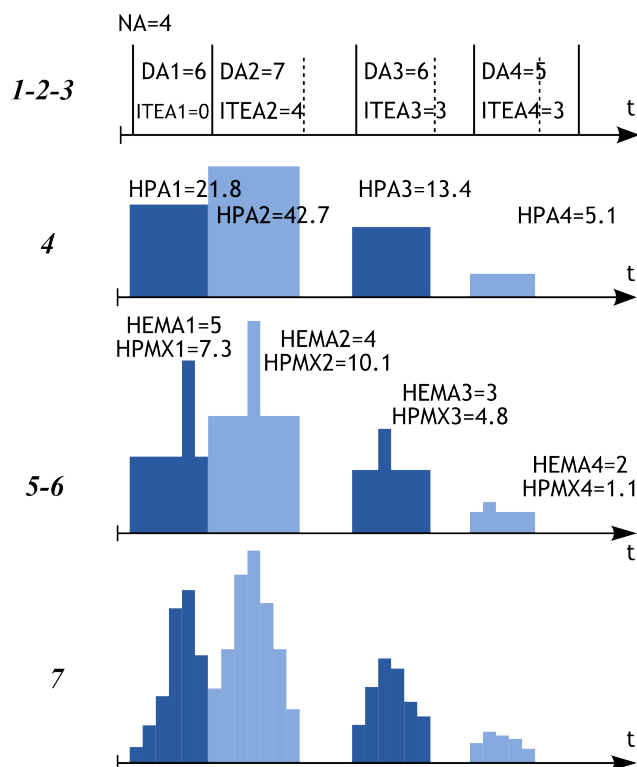 NA=4
1-2-3
DA1=6 DA2=7 DA3=6 DA4=5
ITEA1=0 ITEA2=4 ITEA3=3 ITEA4=3
t
4
HPA1=21.8 HPA3=13.4
HPA2=42.7 HPA4=5.1
t
5-6
HEMA1=5
HPMX1=7.3
HEMA2=4
HPMX2=10.1
HEMA3=3
HPMX3=4.8
HEMA4=2
HPMX4=1.1
t
7
t